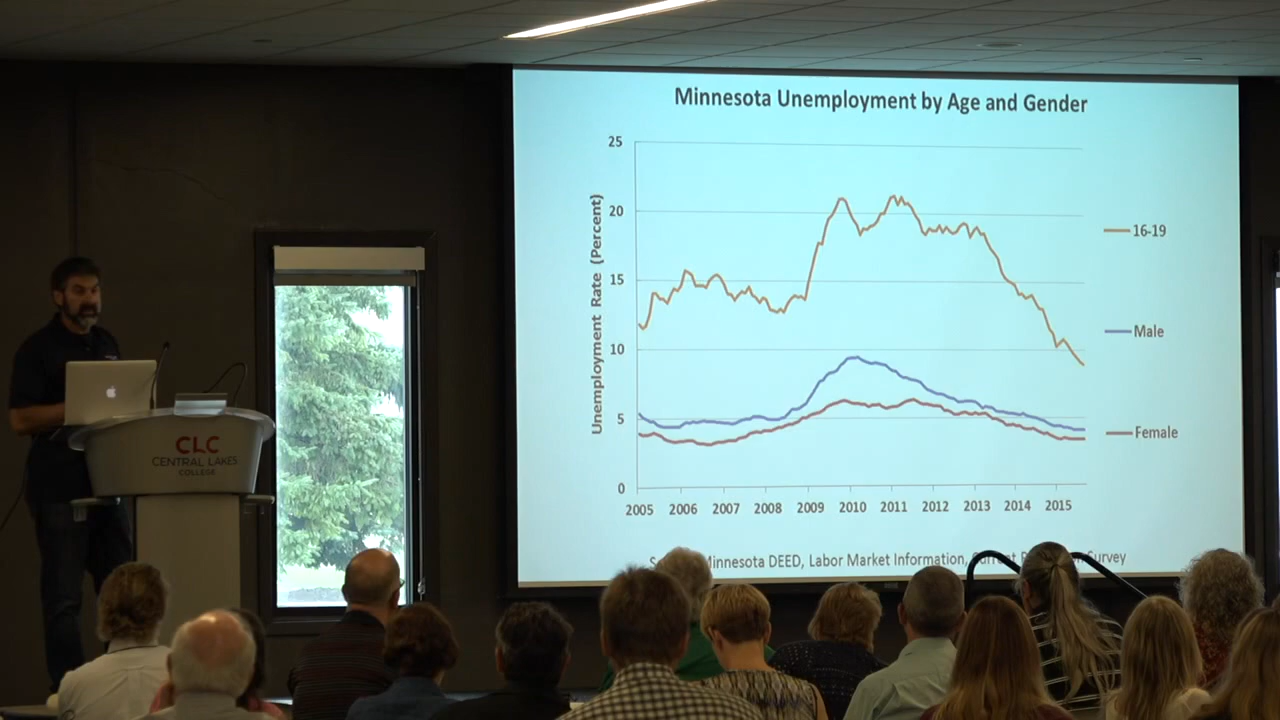 Minnesota Unemployment by Age and Gender
Unemployment Rate (Percent)
25
20
15
10
5
0
2005 2006 2007 2008 2009 2010 2011 2012 2013 2014 2015
16-19
Male
Female
Minnesota DEED, Labor Market Information, Current Survey
CLC
CENTRAL LAKES
COLLEGE